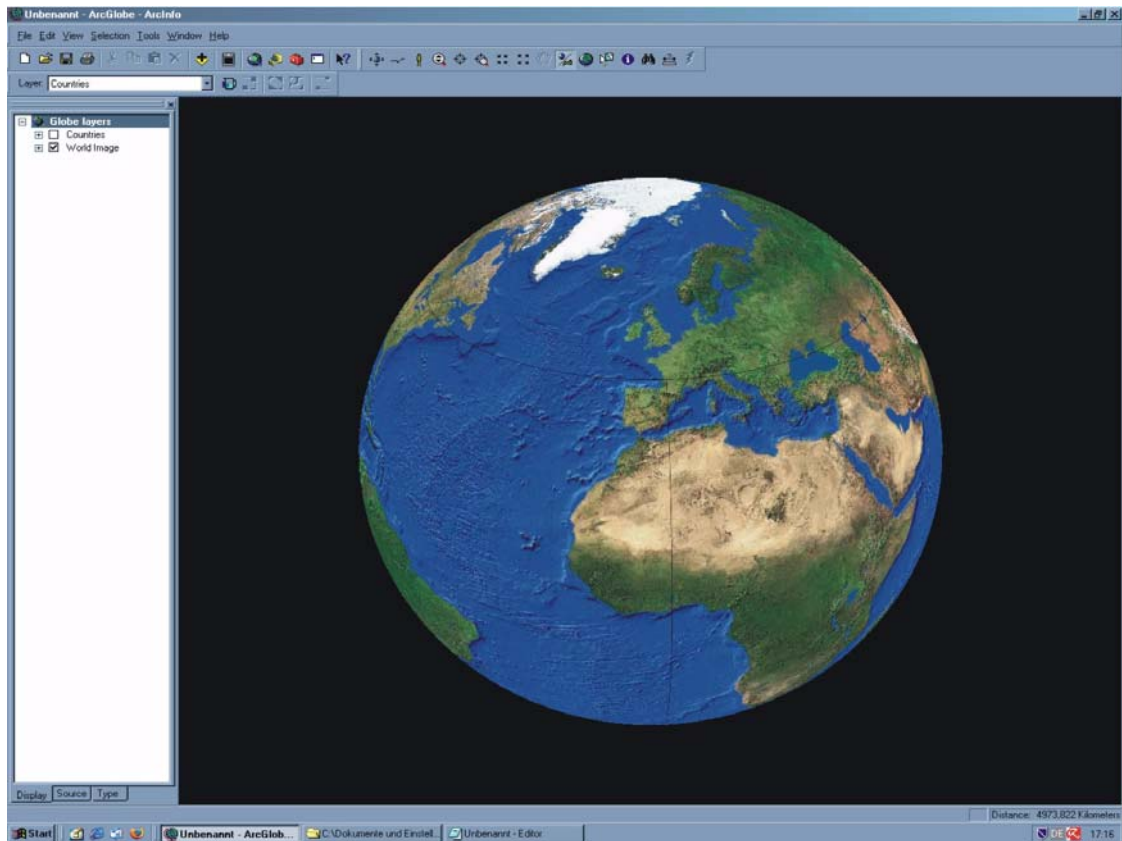 Unbenannt - ArcGlobe - ArcInfo
File Edit View Selection Tools Window Help
Layer: Countries
Globe layers
Countries
World Image
Display Source Type
Distance: 4973,822 Kilometers
Start Unbenannt - ArcGlob... C:\Dokumente und Einstell... Unbenannt - Editor DE 17:16